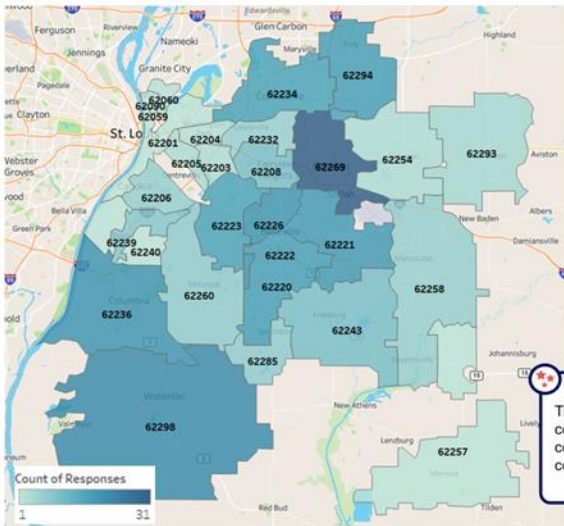 Edwardsville
Glen Carbon
Ferguson
Nameoki
Jennings
Maryville
Highland
Granite City
62294
Pagedale
62234
Clayton
62060
62090
62059
St. Lo
62201
62204
62232
62293
Aviston
62269
62254
Webster
Groves
62205
62203
62208
62206
Bella Villa
62223
62226
New Baden
Albers
Green Park
62239
62240
62221
Damiansville
62222
62260
62258
62236
Columbia
62220
62243
62285
Johannisburg
Waterloo
New Athens
62298
Lenzburg
62257
Count of Responses
1
31
Red Bud
Tilden